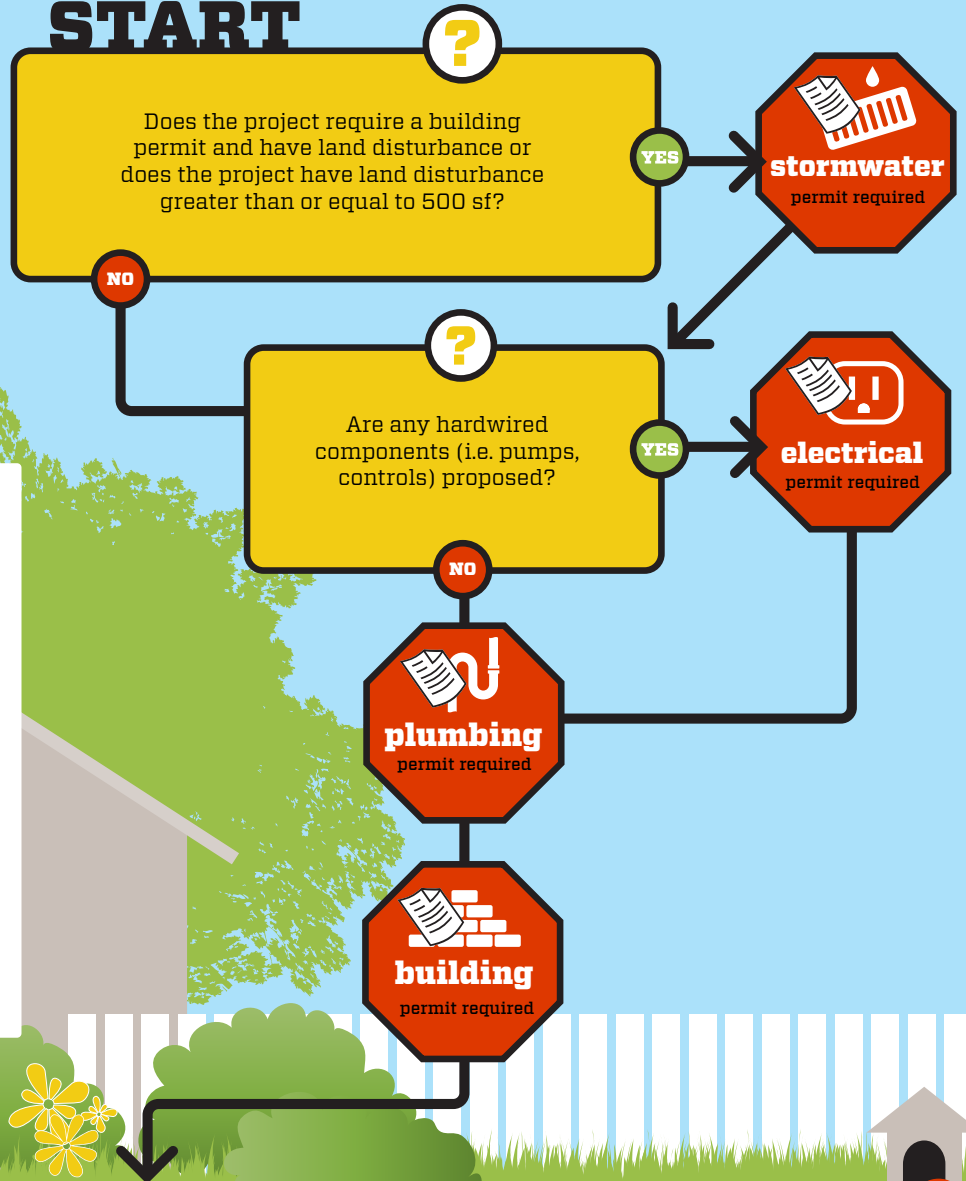 START
?
Does the project require a building
permit and have land disturbance or
does the project have land disturbance
greater than or equal to 500 sf?
YES
stormwater
permit required
NO
?
Are any hardwired
components (i.e. pumps,
controls) proposed?
YES
electrical
permit required
NO
plumbing
permit required
building
permit required